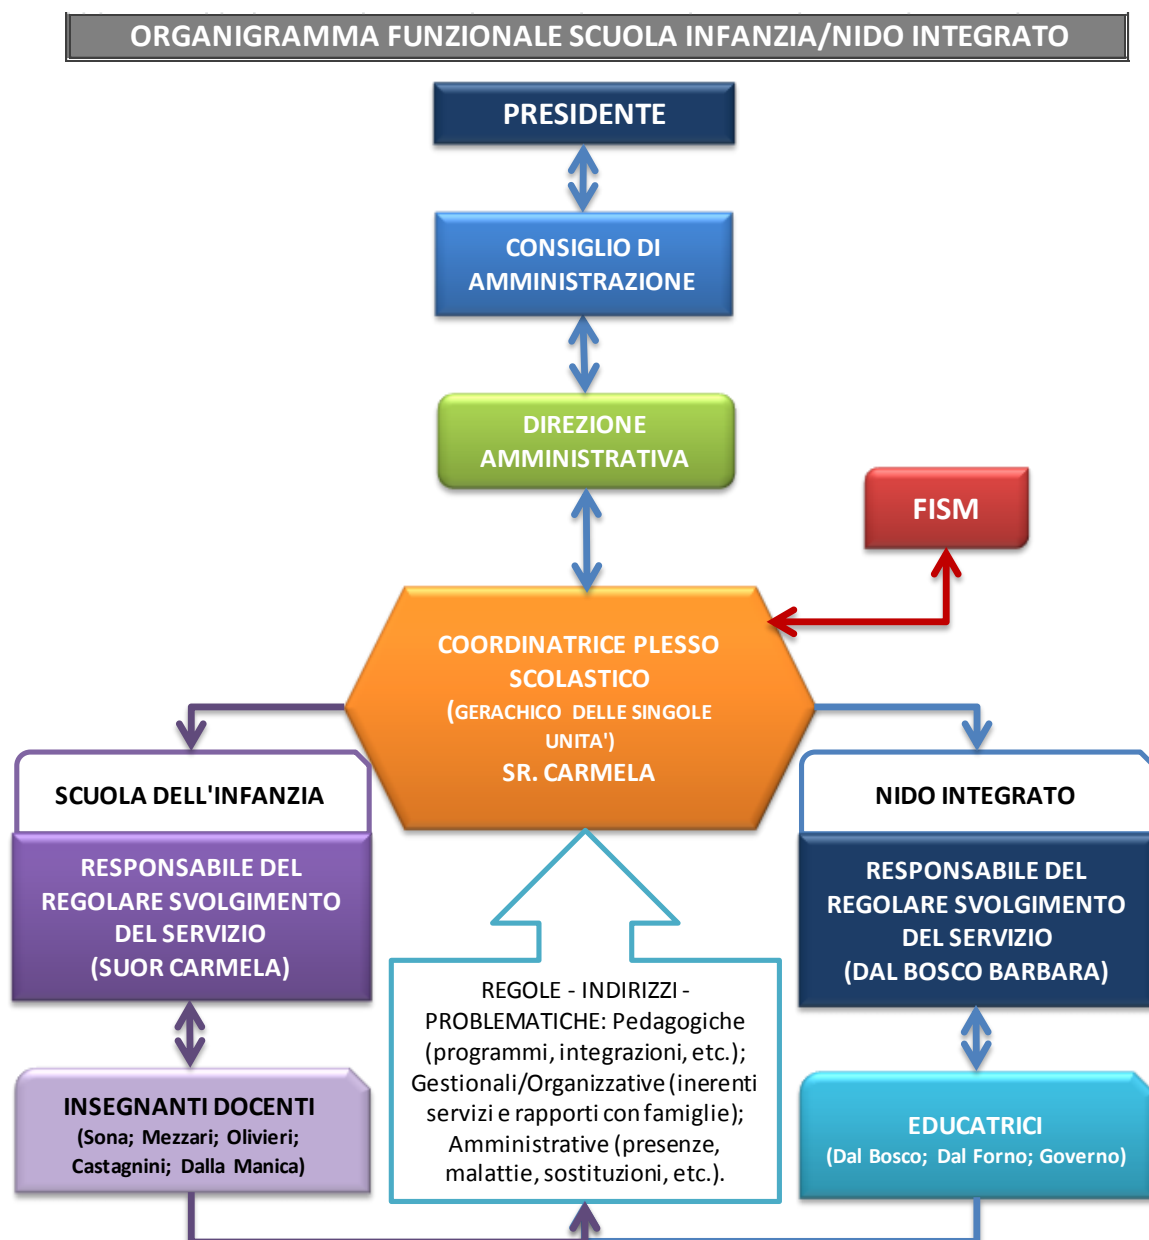 ORGANIGRAMMA FUNZIONALE SCUOLA INFANZIA/NIDO INTEGRATO
PRESIDENTE
CONSIGLIO DI
AMMINISTRAZIONE
DIREZIONE
AMMINISTRATIVA
FISM
COORDINATRICE PLESSO
SCOLASTICO
(GERACHICO DELLE SINGOLE
UNITA')
SR. CARMELA
SCUOLA DELL'INFANZIA
RESPONSABILE DEL
REGOLARE SVOLGIMENTO
DEL SERVIZIO
(SUOR CARMELA)
INSEGNANTI DOCENTI
(Sona; Mezzari; Olivieri;
Castagnini; Dalla Manica)
REGOLE - INDIRIZZI -
PROBLEMATICHE: Pedagogiche
(programmi, integrazioni, etc.);
Gestionali/Organizzative (inerenti
servizi e rapporti con famiglie);
Amministrative (presenze,
malattie, sostituzioni, etc.).
NIDO INTEGRATO
RESPONSABILE DEL
REGOLARE SVOLGIMENTO
DEL SERVIZIO
(DAL BOSCO BARBARA)
EDUCATRICI
(Dal Bosco; Dal Forno; Governo)